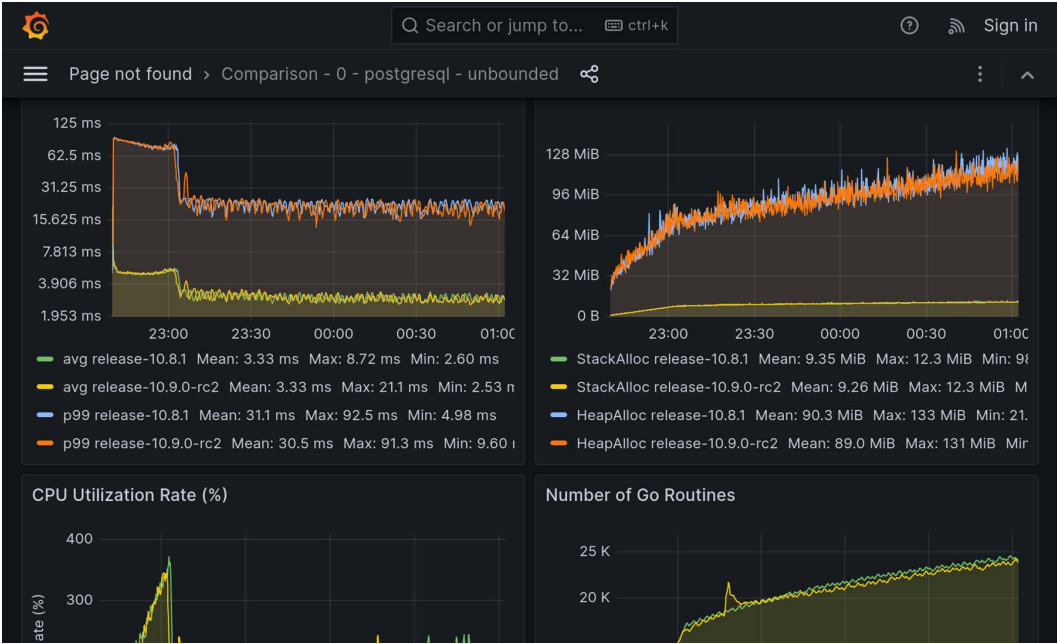 Search or jump to... ctrl+k Sign in
Page not found › Comparison - 0 - postgresql - unbounded
125 ms
62.5 ms
31.25 ms
15.625 ms
7.813 ms
3.906 ms
1.953 ms
23:00 23:30 00:00 00:30 01:00
avg release-10.8.1 Mean: 3.33 ms Max: 8.72 ms Min: 2.60 ms
avg release-10.9.0-rc2 Mean: 3.33 ms Max: 21.1 ms Min: 2.53 m
p99 release-10.8.1 Mean: 31.1 ms Max: 92.5 ms Min: 4.98 ms
p99 release-10.9.0-rc2 Mean: 30.5 ms Max: 91.3 ms Min: 9.60
128 MiB
96 MiB
64 MiB
32 MiB
0 B
23:00 23:30 00:00 00:30 01:00
StackAlloc release-10.8.1 Mean: 9.35 MiB Max: 12.3 MiB Min: 98
StackAlloc release-10.9.0-rc2 Mean: 9.26 MiB Max: 12.3 MiB M
HeapAlloc release-10.8.1 Mean: 90.3 MiB Max: 133 MiB Min: 21.
HeapAlloc release-10.9.0-rc2 Mean: 89.0 MiB Max: 131 MiB Min
CPU Utilization Rate (%)
400
300
ate (%)
Number of Go Routines
25 K
20 K